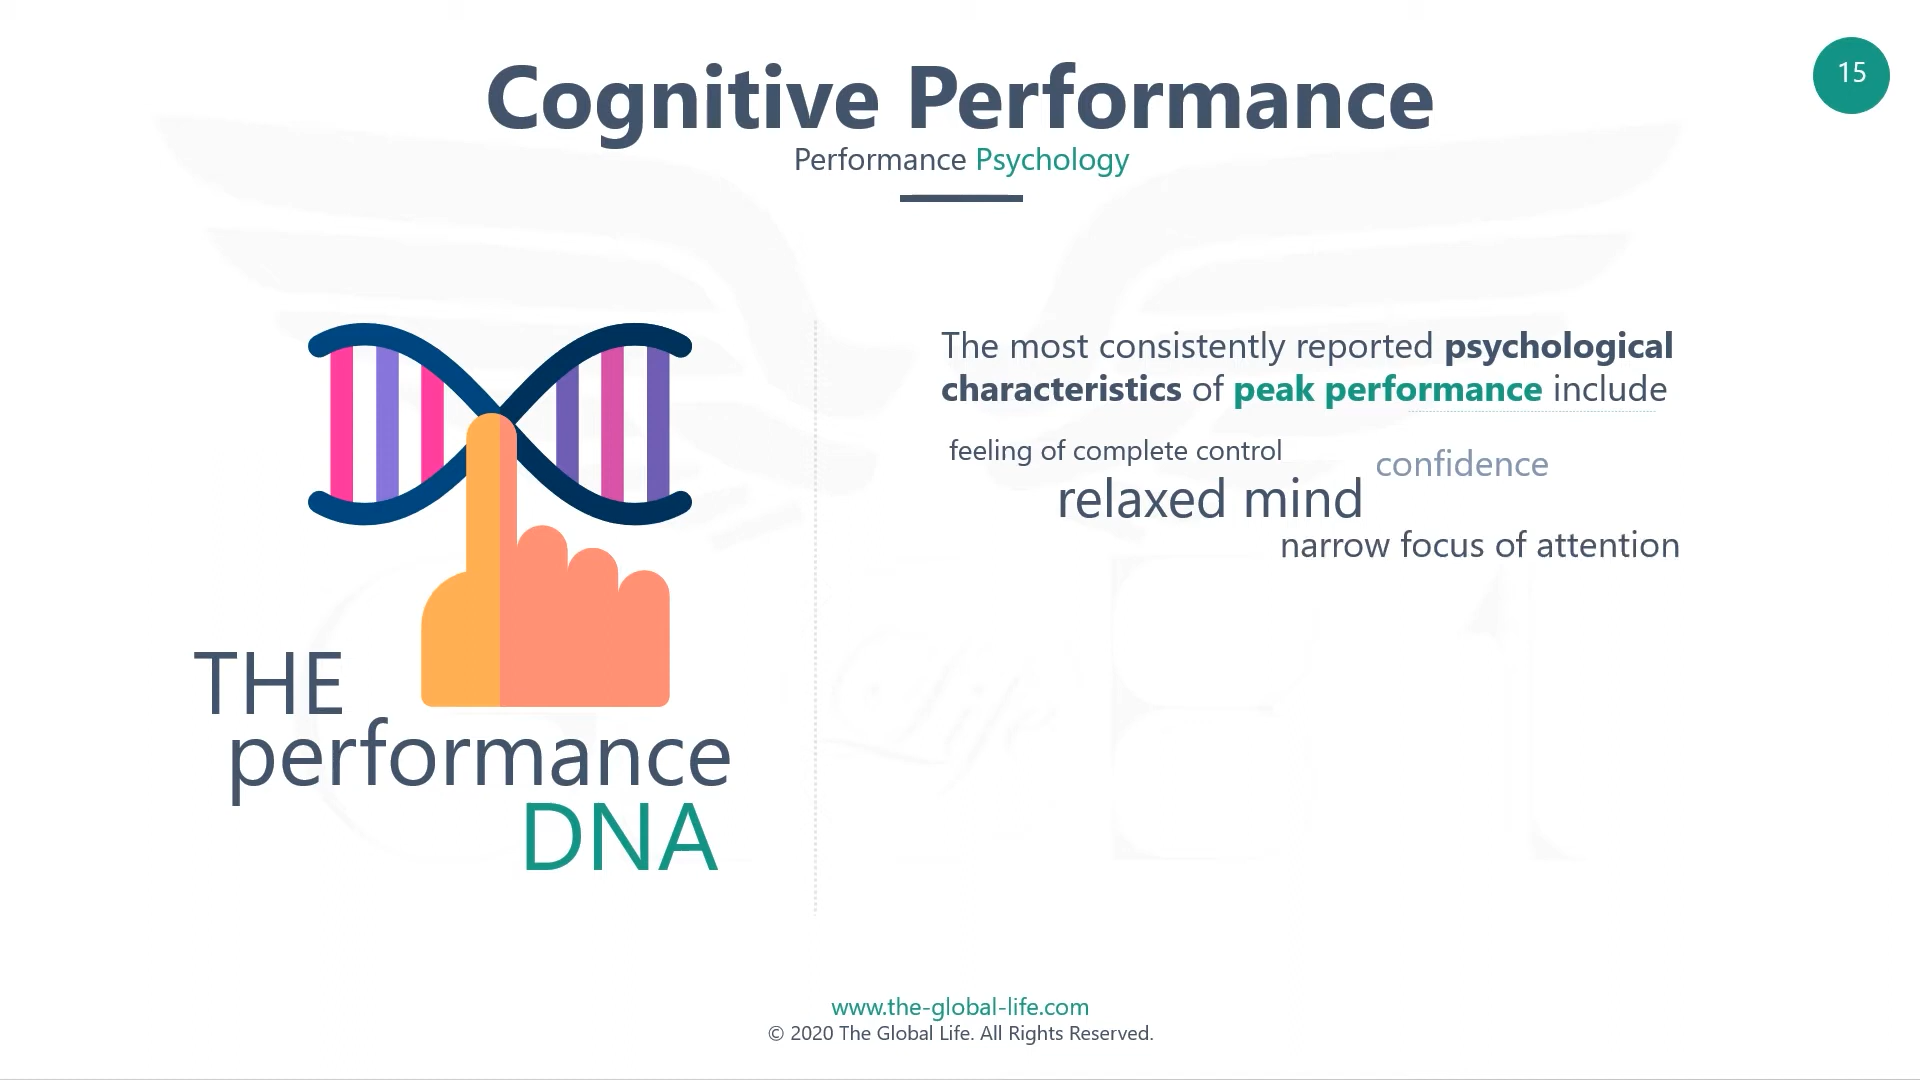 Cognitive Performance
15
Performance Psychology
The most consistently reported psychological
characteristics of peak performance include
feeling of complete control
confidence
relaxed mind
narrow focus of attention
THE
performance
DNA
www.the-global-life.com
© 2020 The Global Life. All Rights Reserved.